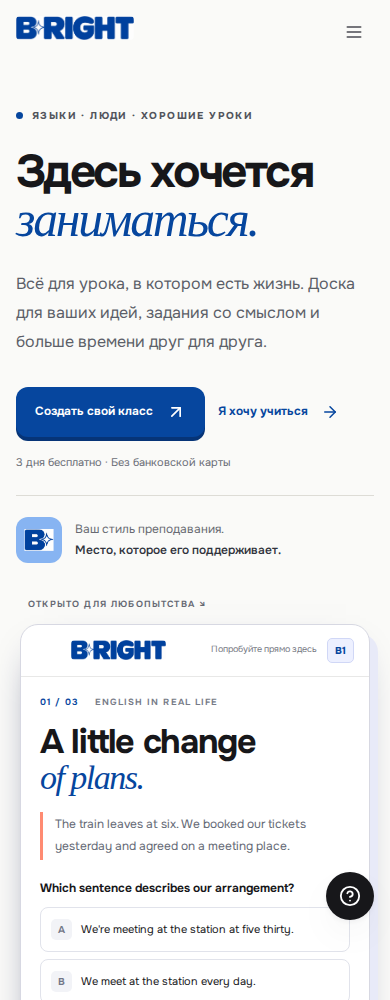 B RIGHT
ЯЗЫКИ · ЛЮДИ · ХОРОШИЕ УРОКИ
Здесь хочется
заниматься.
Всё для урока, в котором есть жизнь. Доска
для ваших идей, задания со смыслом и
больше времени друг для друга.
Создать свой класс
Я хочу учиться
3 дня бесплатно · Без банковской карты
B
Ваш стиль преподавания.
Место, которое его поддерживает.
ОТКРЫТО ДЛЯ ЛЮБОПЫТСТВА ↘
B RIGHT
Попробуйте прямо здесь
B1
01 / 03 ENGLISH IN REAL LIFE
A little change
of plans.
The train leaves at six. We booked our tickets
yesterday and agreed on a meeting place.
Which sentence describes our arrangement?
A We're meeting at the station at five thirty.
B We meet at the station every day.